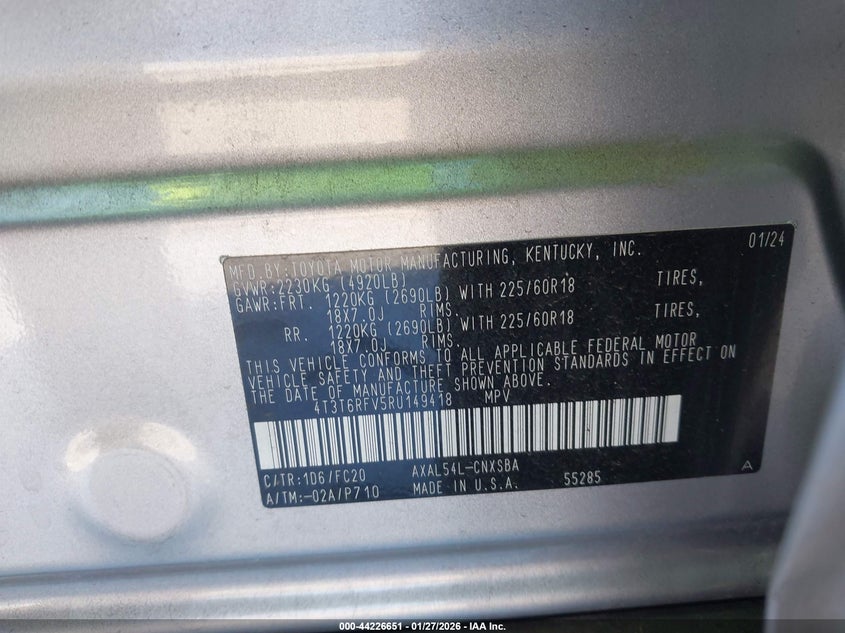 MFD.BY:TOYOTA MOTOR MANUFACTURING, KENTUCKY, INC. 01/24
GVWR:2230KG (4920LB)
GAWR:FRT. 1220KG (2690LB) WITH 225/60R18 TIRES,
18X7.0J RIMS.
RR. 1220KG (2690LB) WITH 225/60R18 TIRES,
18X7.0J RIMS.
THIS VEHICLE CONFORMS TO ALL APPLICABLE FEDERAL MOTOR
VEHICLE SAFETY AND THEFT PREVENTION STANDARDS IN EFFECT ON
THE DATE OF MANUFACTURE SHOWN ABOVE.
4T3T6RFV5RU149418 MPV
C/TR:1D6/FC20 AXAL54L-CNXSBA
A/TM:-02A/P710 MADE IN U.S.A. 55285 A
000-44226651 - 01/27/2026 - IAA Inc.